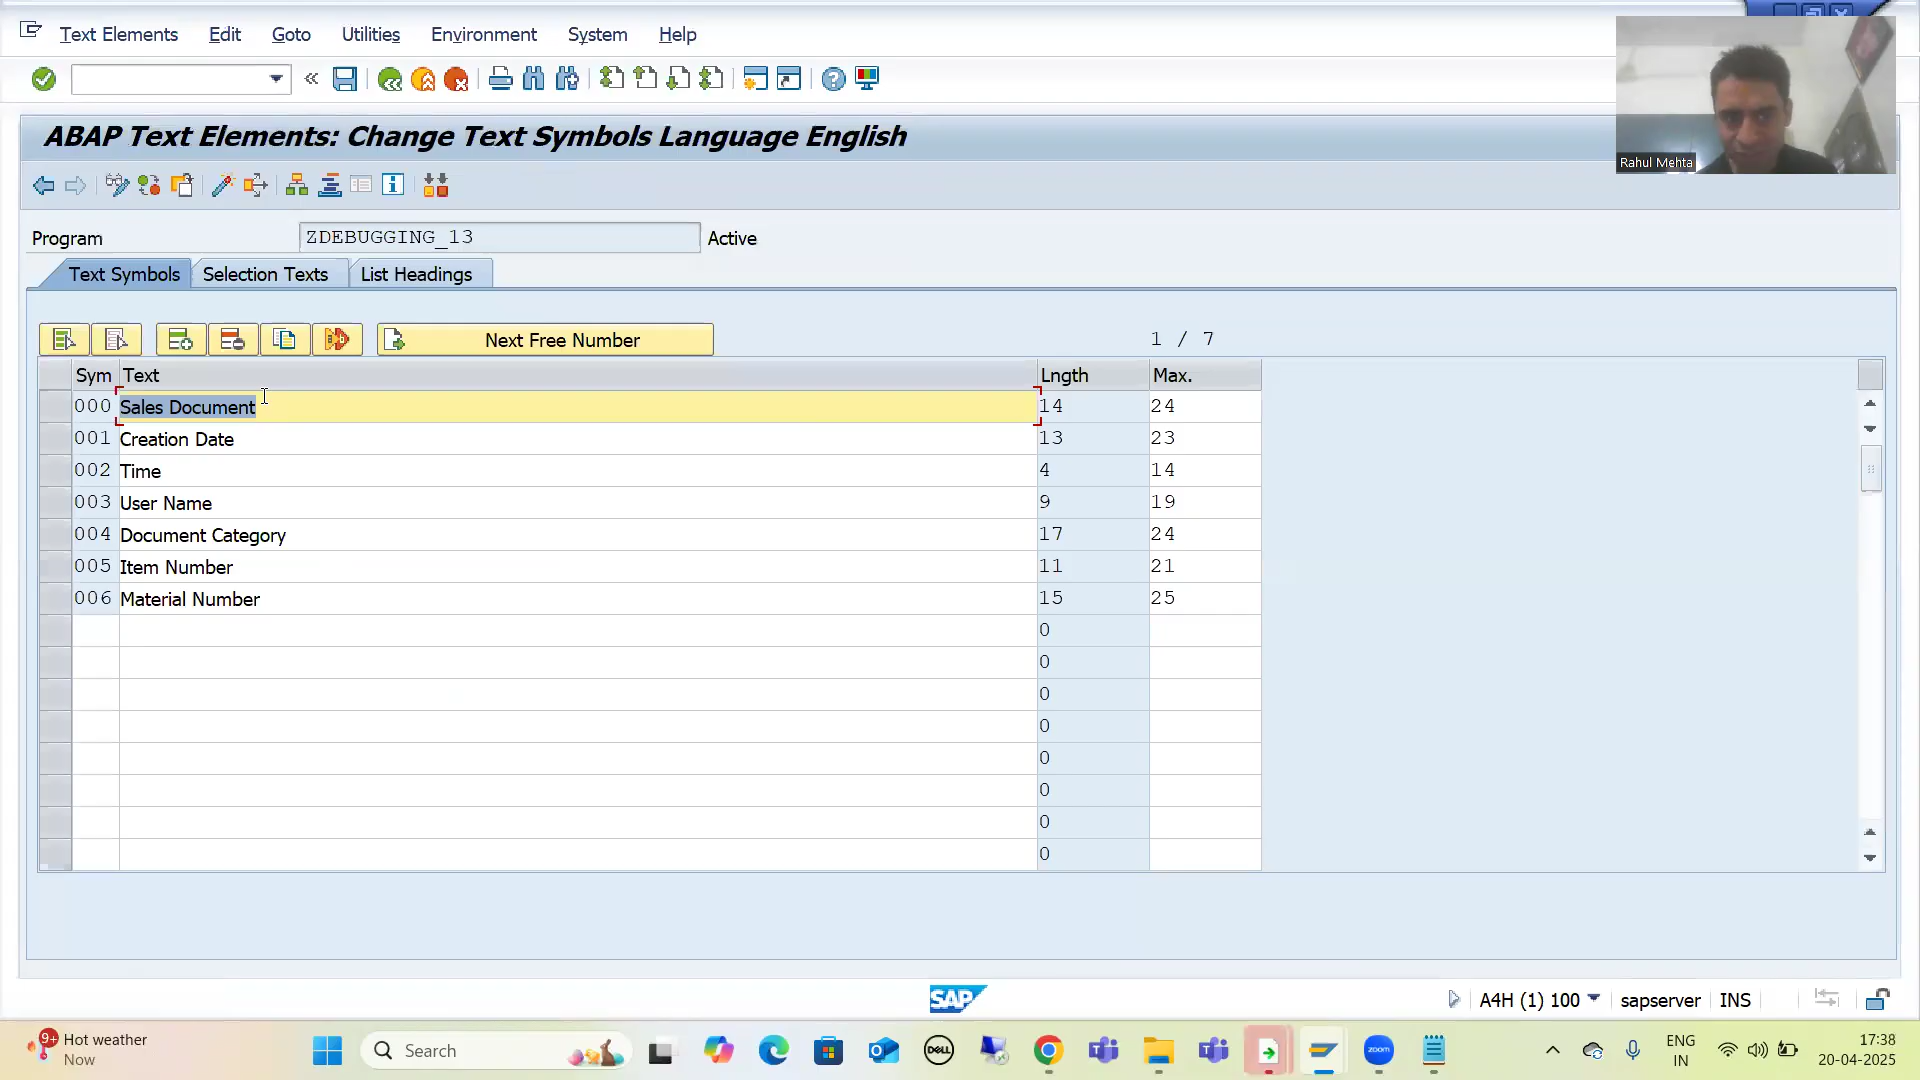 Text Elements Edit Goto Utilities Environment System Help
ABAP Text Elements: Change Text Symbols Language English
Rahul Mehta
Program ZDEBUGGING_13 Active
Text Symbols Selection Texts List Headings
Next Free Number 1 / 7
Sym Text Lngth Max.
000 Sales Document 14 24
001 Creation Date 13 23
002 Time 4 14
003 User Name 9 19
004 Document Category 17 24
005 Item Number 11 21
006 Material Number 15 25
0
0
0
0
0
0
0
0
SAP A4H (1) 100 sapserver INS
9+ Hot weather
Now
Search
DELL
zoom
ENG
IN
17:38
20-04-2025